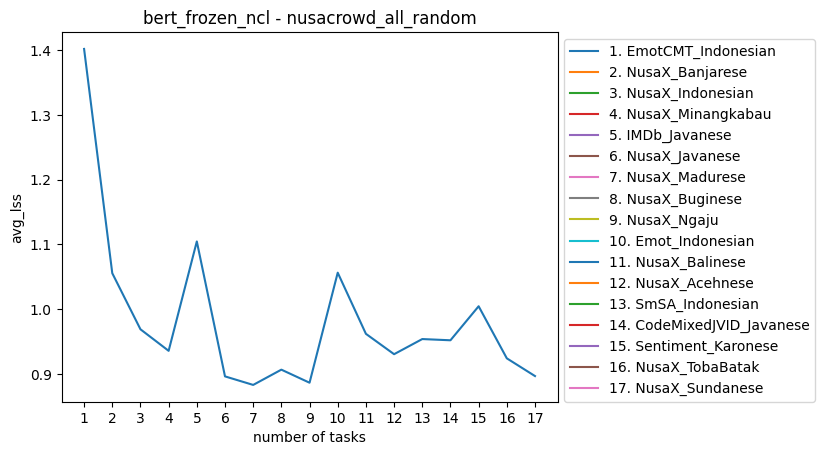 bert_frozen_ncl - nusacrowd_all_random
avg_lss
1.4
1.3
1.2
1.1
1.0
0.9
1 2 3 4 5 6 7 8 9 10 11 12 13 14 15 16 17
number of tasks
1. EmotCMT_Indonesian
2. NusaX_Banjarese
3. NusaX_Indonesian
4. NusaX_Minangkabau
5. IMDb_Javanese
6. NusaX_Javanese
7. NusaX_Madurese
8. NusaX_Buginese
9. NusaX_Ngaju
10. Emot_Indonesian
11. NusaX_Balinese
12. NusaX_Acehnese
13. SmSA_Indonesian
14. CodeMixedJVID_Javanese
15. Sentiment_Karonese
16. NusaX_TobaBatak
17. NusaX_Sundanese